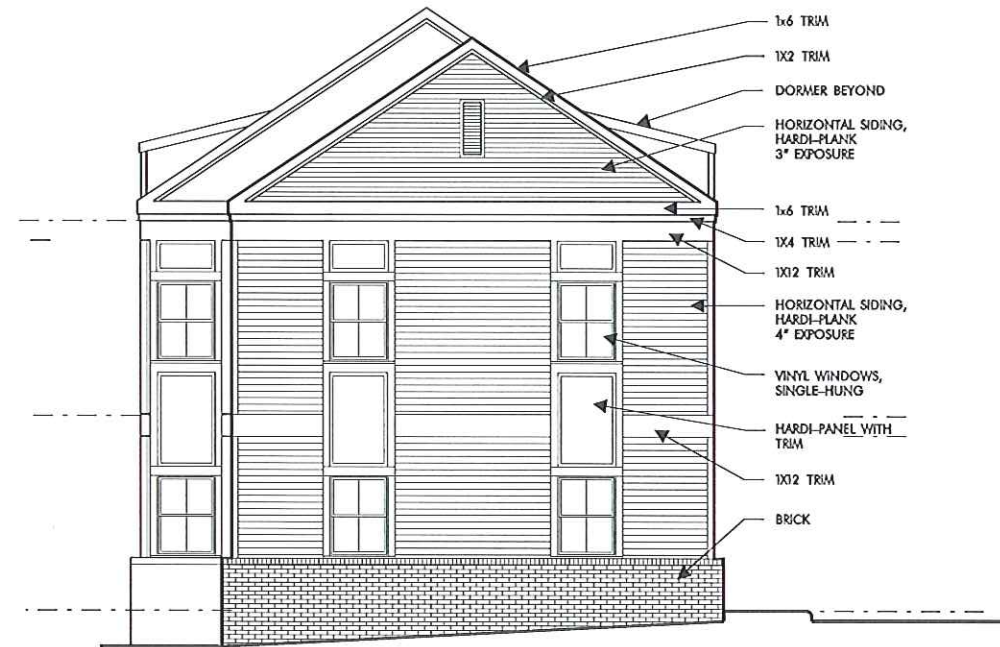 1x6 TRIM
1X2 TRIM
DORMER BEYOND
HORIZONTAL SIDING,
HARDI-PLANK
3" EXPOSURE
1x6 TRIM
1X4 TRIM
1X12 TRIM
HORIZONTAL SIDING,
HARDI-PLANK
4" EXPOSURE
VINYL WINDOWS,
SINGLE-HUNG
HARDI-PANEL WITH
TRIM
1X12 TRIM
BRICK